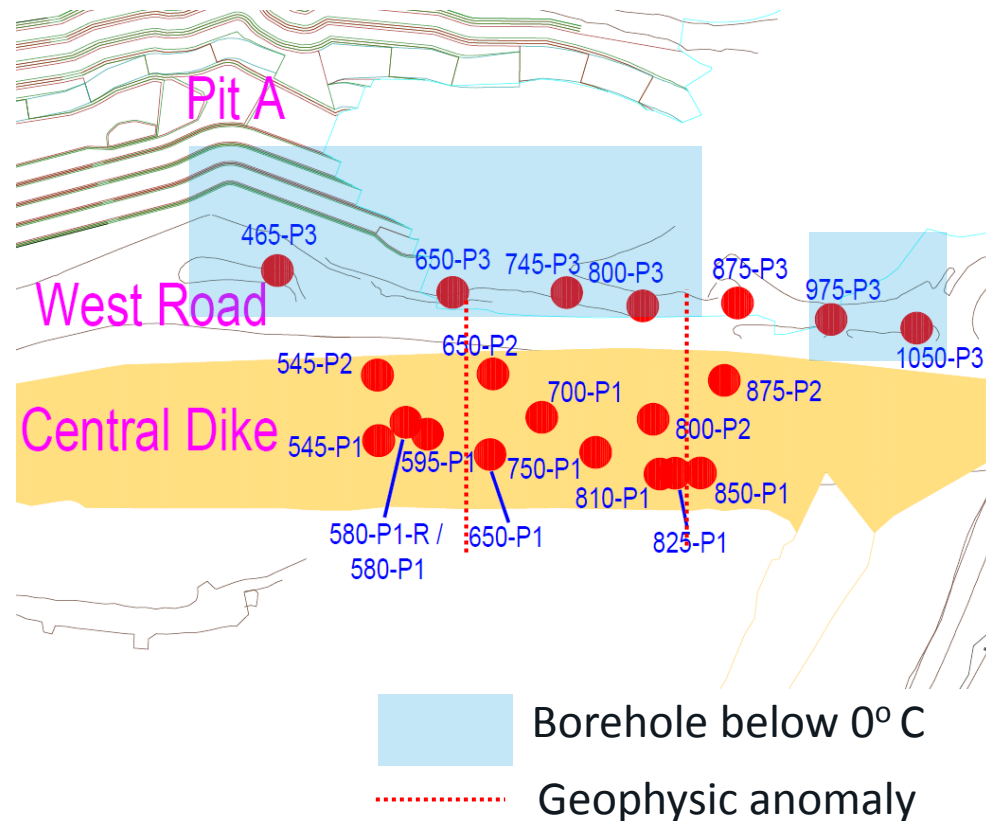 Pit A
465-P3
650-P3
745-P3
800-P3
875-P3
975-P3
West Road
1050-P3
545-P2
650-P2
700-P1
875-P2
Central Dike
545-P1
595-P1
750-P1
800-P2
810-P1
850-P1
580-P1-R /
580-P1
650-P1
825-P1
Borehole below 0° C
Geophysic anomaly